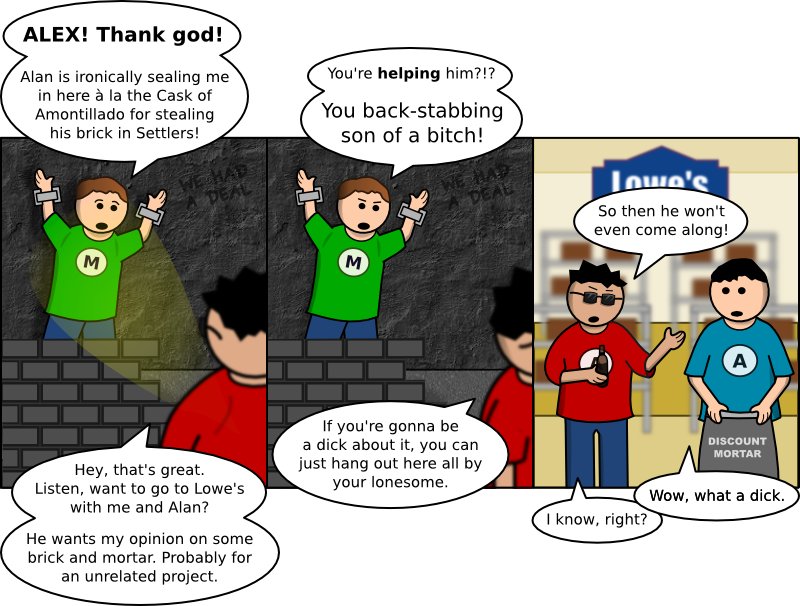 ALEX! Thank god!
Alan is ironically sealing me
in here à la the Cask of
Amontillado for stealing
his brick in Settlers!
WE HAD
A DEAL
M
Hey, that's great.
Listen, want to go to Lowe's
with me and Alan?
He wants my opinion on some
brick and mortar. Probably for
an unrelated project.
You're helping him?!?
You back-stabbing
son of a bitch!
WE HAD
A DEAL
M
If you're gonna be
a dick about it, you can
just hang out here all by
your lonesome.
Lowe's
So then he won't
even come along!
A
DISCOUNT
MORTAR
Wow, what a dick.
I know, right?